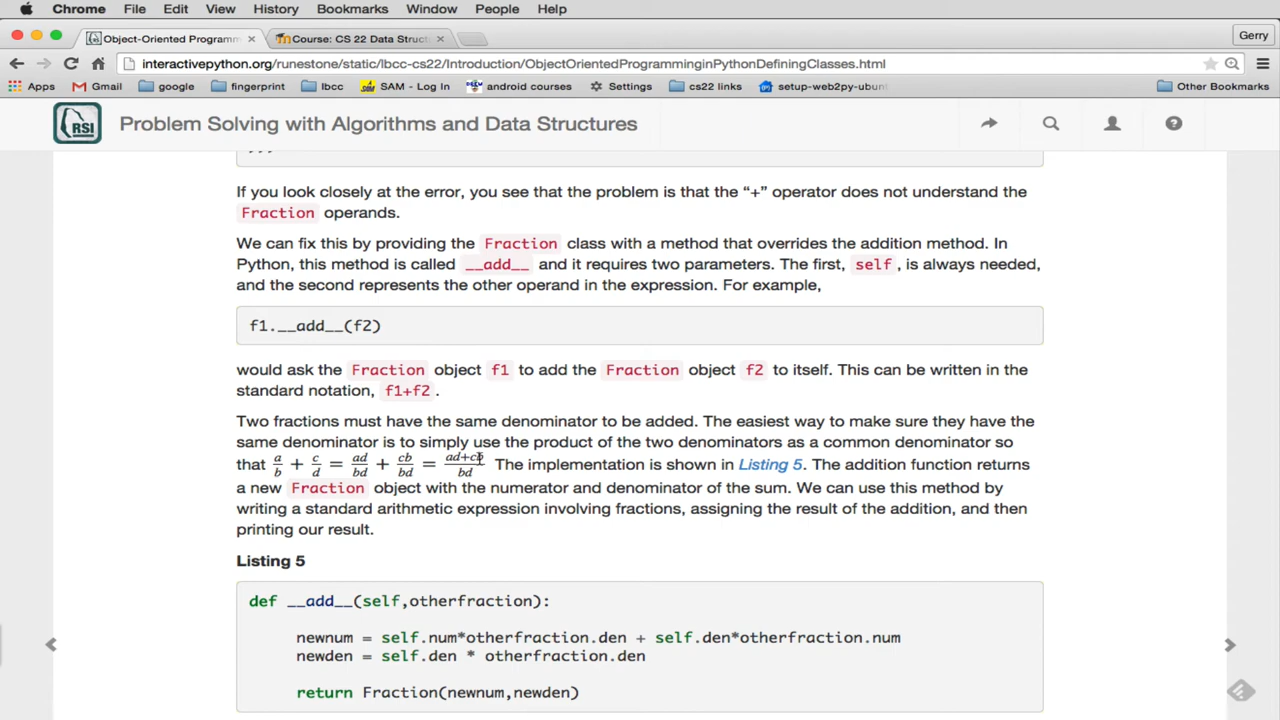 Chrome File Edit View History Bookmarks Window People Help
Object-Oriented Programm Course: CS 22 Data Struct Gerry
interactivepython.org/runestone/static/lbcc-cs22/Introduction/ObjectOrientedProgramminginPythonDefiningClasses.html
Apps Gmail google fingerprint lbcc SAM - Log In android courses Settings cs22 links setup-web2py-ubunt Other Bookmarks
RSI Problem Solving with Algorithms and Data Structures
If you look closely at the error, you see that the problem is that the “+” operator does not understand the
Fraction operands.
We can fix this by providing the Fraction class with a method that overrides the addition method. In
Python, this method is called __add__ and it requires two parameters. The first, self , is always needed,
and the second represents the other operand in the expression. For example,
f1.__add__(f2)
would ask the Fraction object f1 to add the Fraction object f2 to itself. This can be written in the
standard notation, f1+f2 .
Two fractions must have the same denominator to be added. The easiest way to make sure they have the
same denominator is to simply use the product of the two denominators as a common denominator so
that a/b + c/d = ad/bd + cb/bd = ad+cb/bd The implementation is shown in Listing 5. The addition function returns
a new Fraction object with the numerator and denominator of the sum. We can use this method by
writing a standard arithmetic expression involving fractions, assigning the result of the addition, and then
printing our result.
Listing 5
def __add__(self,otherfraction):
newnum = self.num*otherfraction.den + self.den*otherfraction.num
newden = self.den * otherfraction.den
return Fraction(newnum,newden)